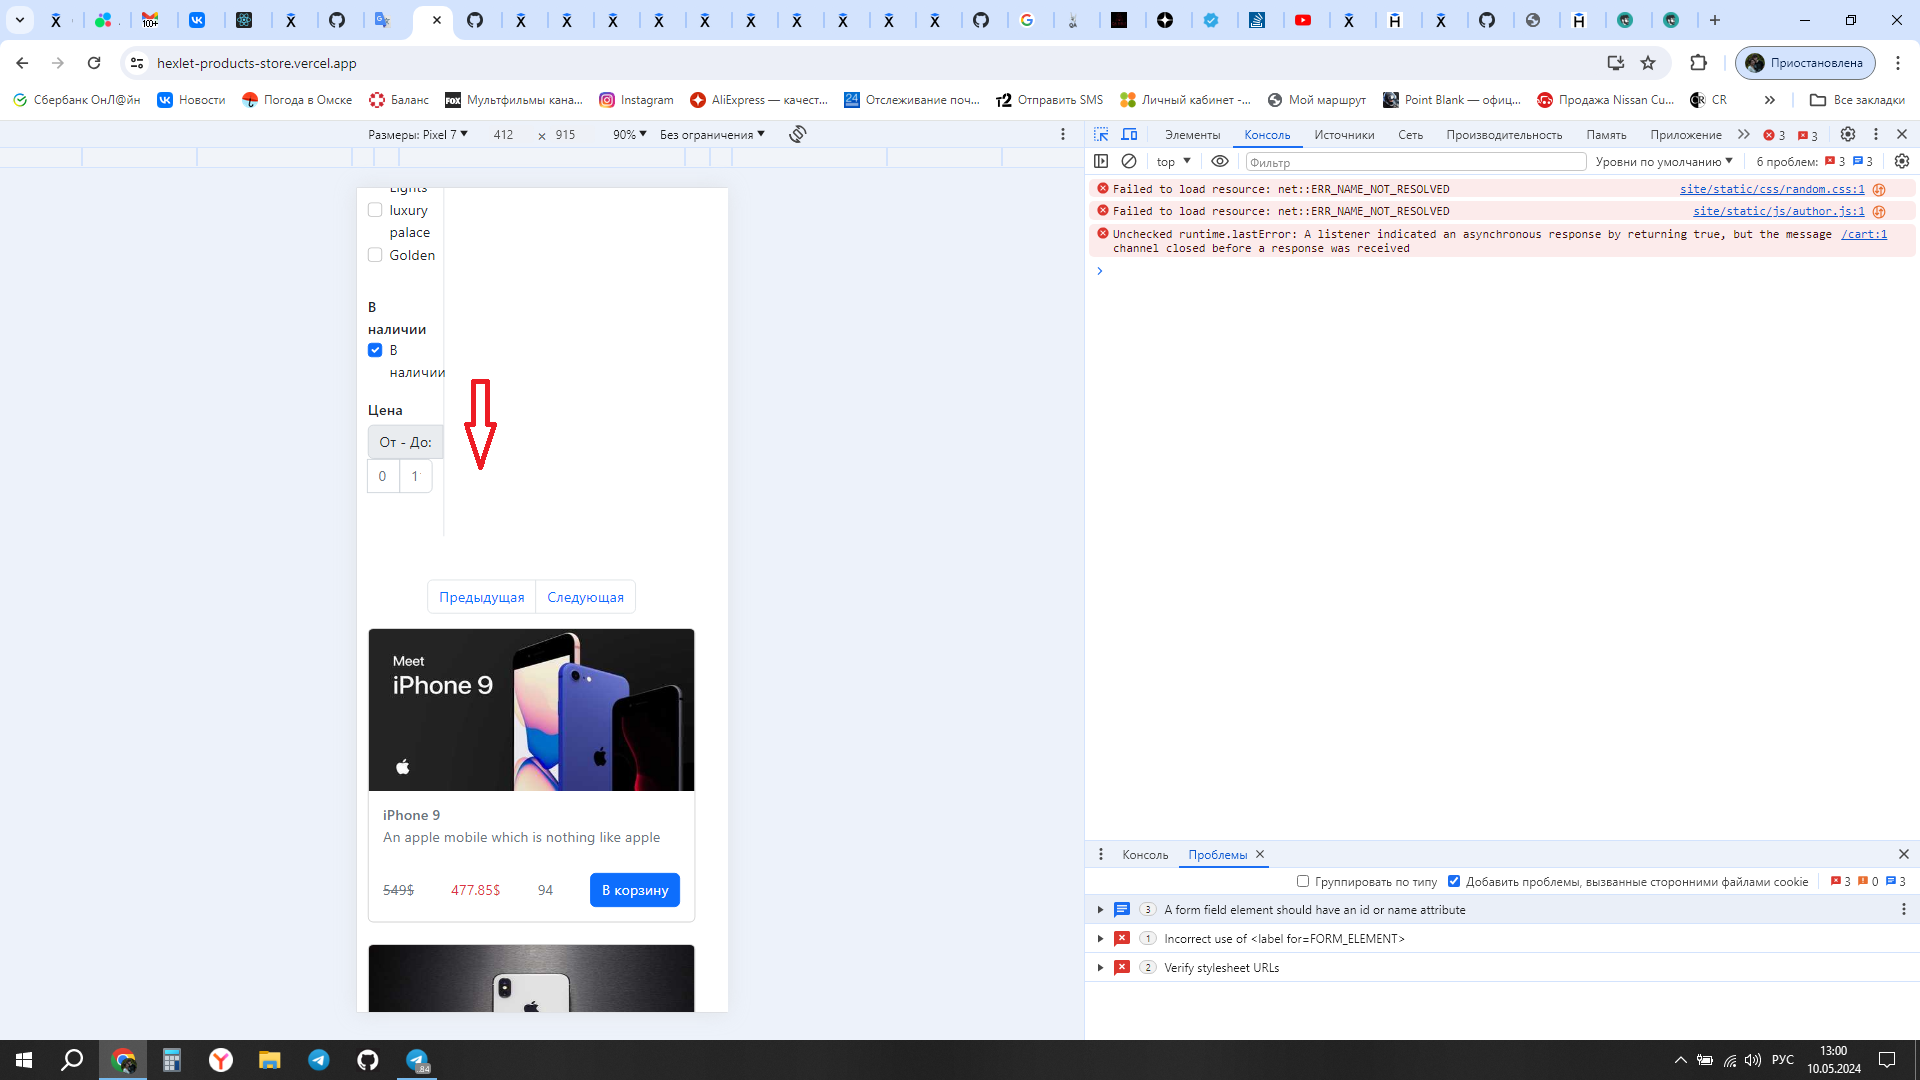 100+
hexlet-products-store.vercel.app
Приостановлена
Сбербанк ОнЛ@йн
Новости
Погода в Омске
Баланс
FOX
Мультфильмы кана...
Instagram
AliExpress — качест...
24
Отслеживание поч...
Отправить SMS
Личный кабинет -...
Мой маршрут
Point Blank — офиц...
Продажа Nissan Cu...
CR
CR
Все закладки
Размеры: Pixel 7
412
×
915
90%
Без ограничения
Элементы
Консоль
Источники
Сеть
Производительность
Память
Приложение
3
3
top
Фильтр
Уровни по умолчанию
6 проблем:
3
3
Failed to load resource: net::ERR_NAME_NOT_RESOLVED
site/static/css/random.css:1
Failed to load resource: net::ERR_NAME_NOT_RESOLVED
site/static/js/author.js:1
Unchecked runtime.lastError: A listener indicated an asynchronous response by returning true, but the message
/cart:1
channel closed before a response was received
Lights
luxury
palace
Golden
В
наличии
В
наличии
Цена
От - До:
0
1
Предыдущая
Следующая
Meet
iPhone 9
iPhone 9
An apple mobile which is nothing like apple
549$
477.85$
94
В корзину
Консоль
Проблемы
Группировать по типу
Добавить проблемы, вызванные сторонними файлами cookie
3
0
3
3
A form field element should have an id or name attribute
1
Incorrect use of <label for=FORM_ELEMENT>
2
Verify stylesheet URLs
84
РУС
13:00
10.05.2024